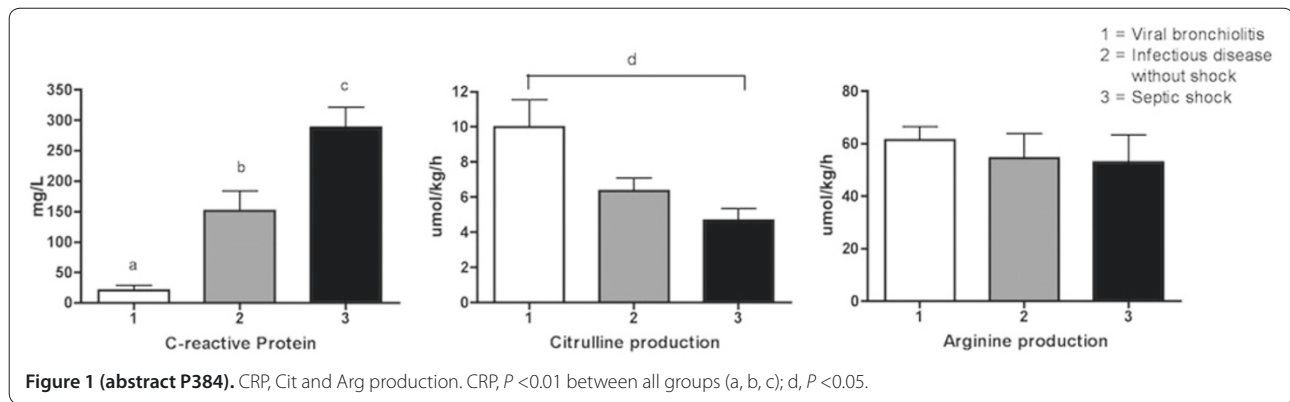 1 = Viral bronchiolitis
2 = Infectious disease
without shock
3 = Septic shock
350
300
250
200
150
100
50
0
mg/L
a
b
c
1
2
3
C-reactive Protein
12
10
8
6
4
2
0
umol/kg/h
d
1
2
3
Citrulline production
80
60
40
20
0
umol/kg/h
1
2
3
Arginine production
Figure 1 (abstract P384). CRP, Cit and Arg production. CRP, P <0.01 between all groups (a, b, c); d, P <0.05.